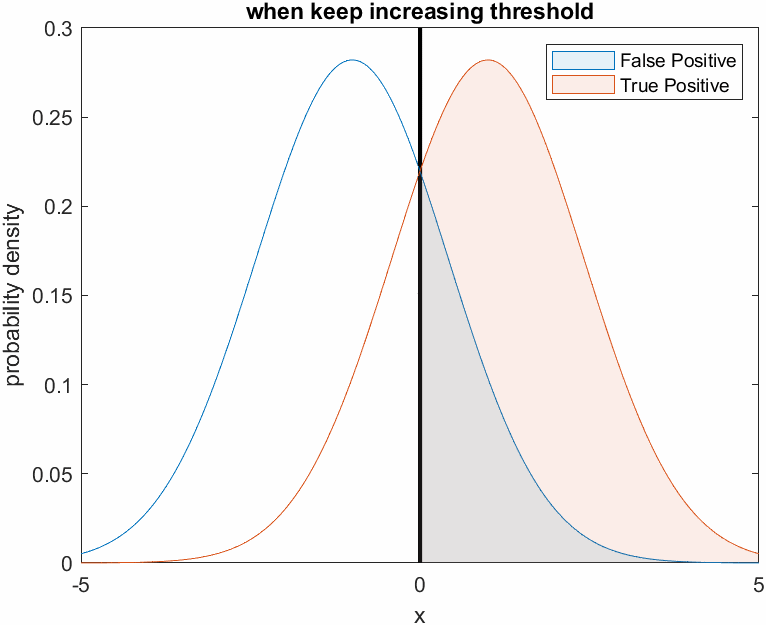 when keep increasing threshold
False Positive
True Positive
0.3
0.25
0.2
0.15
0.1
0.05
0
probability density
-5
0
5
x